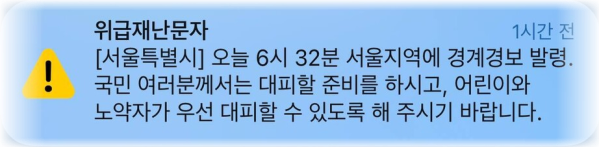 위급재난문자
1시간 전
[서울특별시] 오늘 6시 32분 서울지역에 경계경보 발령.
국민 여러분께서는 대피할 준비를 하시고, 어린이와
노약자가 우선 대피할 수 있도록 해 주시기 바랍니다.